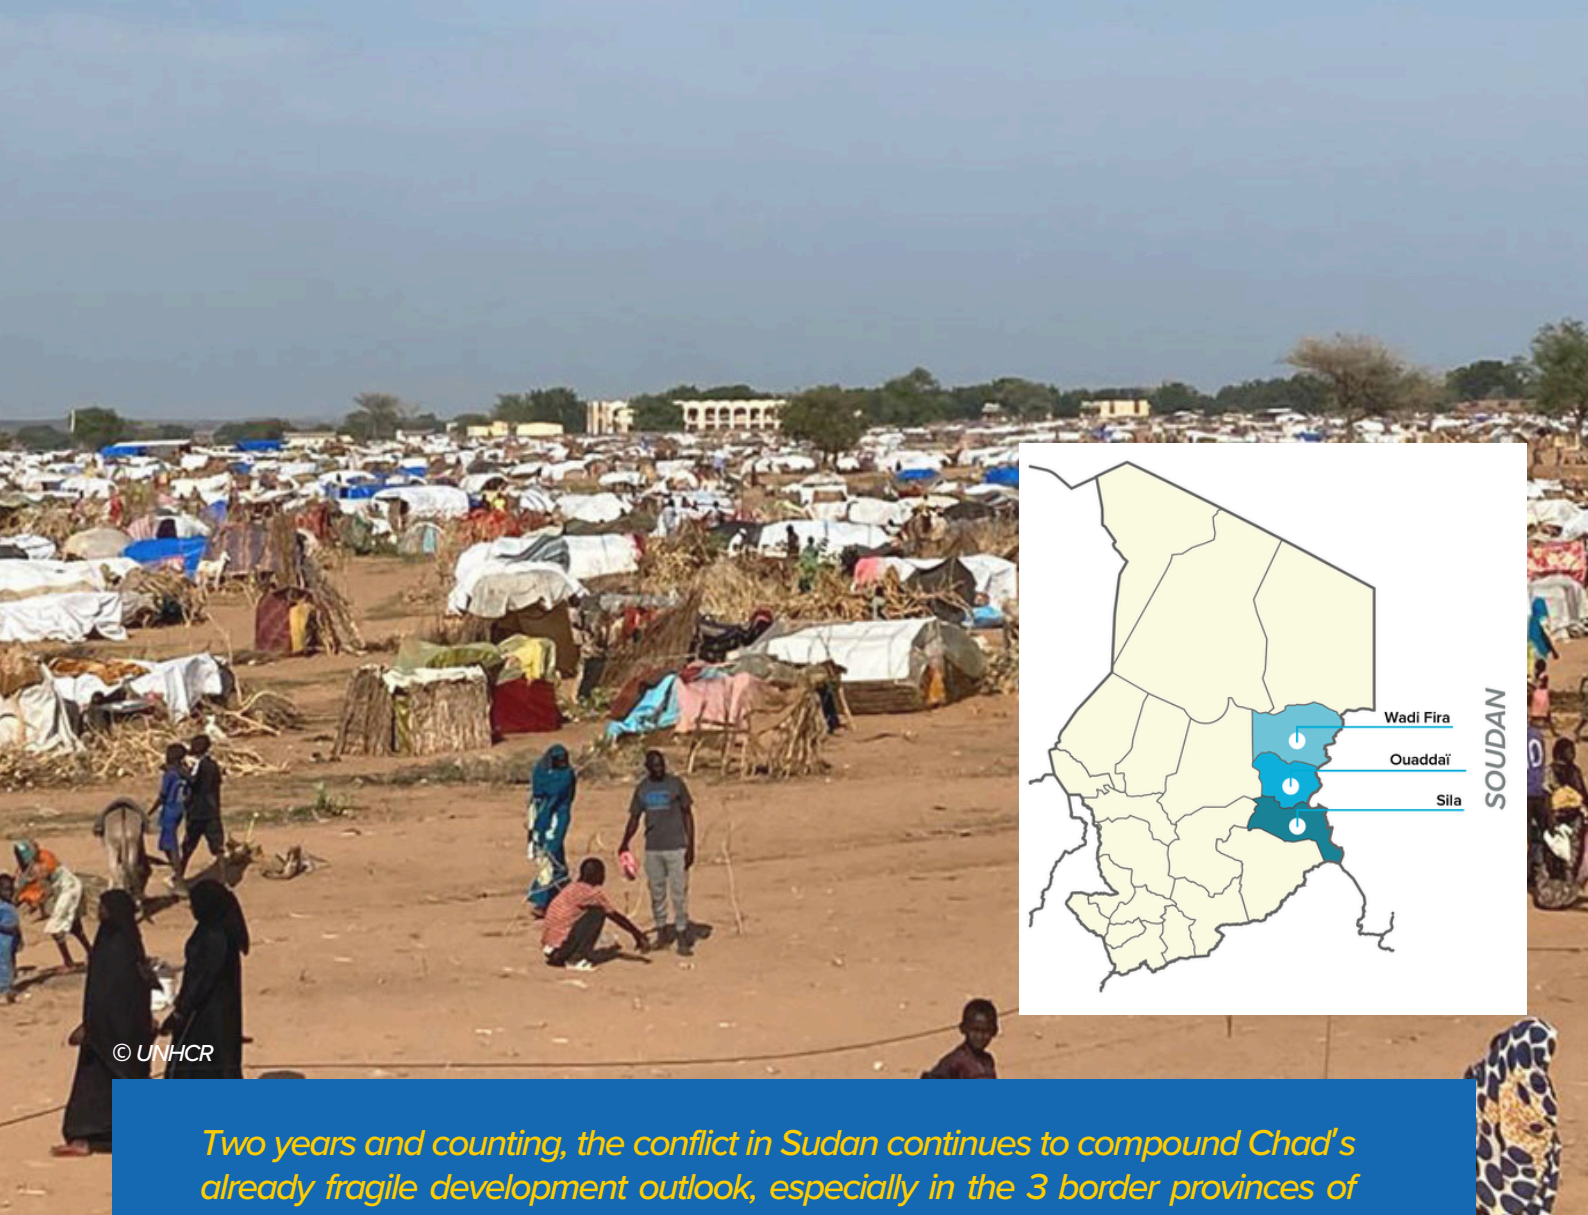 Wadi Fira
Ouaddaï
Sila
SOUDAN
© UNHCR
Two years and counting, the conflict in Sudan continues to compound Chad's
already fragile development outlook, especially in the 3 border provinces of